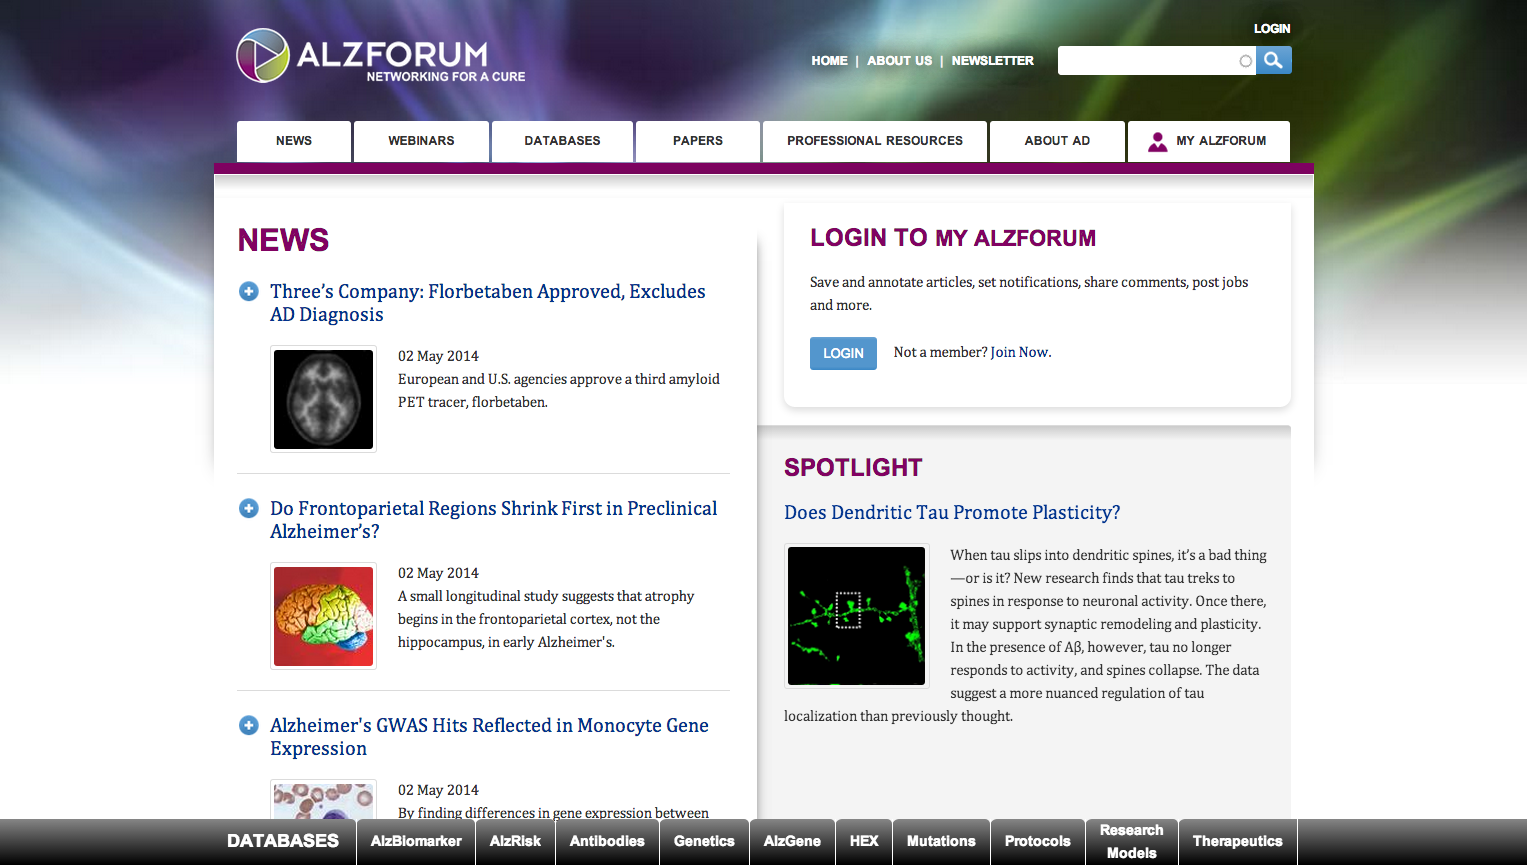 ALZFORUM
NETWORKING FOR A CURE
LOGIN
HOME | ABOUT US | NEWSLETTER
NEWS
WEBINARS
DATABASES
PAPERS
PROFESSIONAL RESOURCES
ABOUT AD
MY ALZFORUM
NEWS
Three’s Company: Florbetaben Approved, Excludes
AD Diagnosis
02 May 2014
European and U.S. agencies approve a third amyloid
PET tracer, florbetaben.
Do Frontoparietal Regions Shrink First in Preclinical
Alzheimer’s?
02 May 2014
A small longitudinal study suggests that atrophy
begins in the frontoparietal cortex, not the
hippocampus, in early Alzheimer's.
Alzheimer's GWAS Hits Reflected in Monocyte Gene
Expression
02 May 2014
By finding differences in gene expression between
LOGIN TO MY ALZFORUM
Save and annotate articles, set notifications, share comments, post jobs
and more.
LOGIN
Not a member? Join Now.
SPOTLIGHT
Does Dendritic Tau Promote Plasticity?
When tau slips into dendritic spines, it’s a bad thing
—or is it? New research finds that tau treks to
spines in response to neuronal activity. Once there,
it may support synaptic remodeling and plasticity.
In the presence of Aβ, however, tau no longer
responds to activity, and spines collapse. The data
suggest a more nuanced regulation of tau
localization than previously thought.
DATABASES
AlzBiomarker
AlzRisk
Antibodies
Genetics
AlzGene
HEX
Mutations
Protocols
Research
Models
Therapeutics